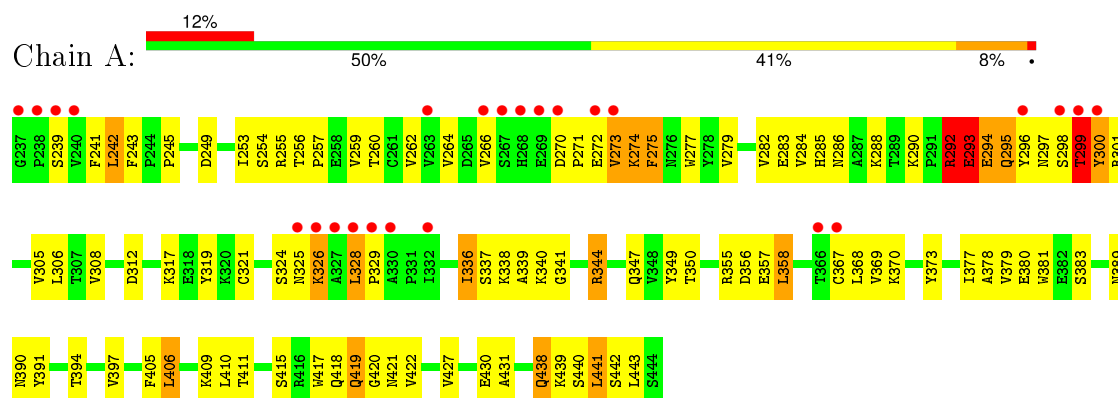 12%
Chain A:
50% 41% 8% •
G237 P238 S239 V240 F241 L242 F243 P244 P245 D249 I253 S254 R255 T256 P257 E258 V259 T260 C261 V262 V263 V264 D265 V266 S267 H268 E269 D270 P271 E272 V273 K274 F275 N276 W277 Y278 V279 V282 E283 V284 H285 N286 A287 K288 T289 K290 P291 R292 E293 E294 Q295 Y296 N297 S298 T299 Y300 R301
V305 L306 T307 V308 D312 K317 E318 Y319 K320 C321 S324 N325 K326 A327 L328 P329 A330 P331 I332 I336 S337 K338 A339 K340 G341 R344 Q347 V348 Y349 T350 R355 D356 E357 L358 T366 C367 L368 V369 K370 Y373 I377 A378 V379 E380 W381 E382 S383 N389
N390 Y391 T394 V397 F405 L406 K409 L410 T411 S415 R416 W417 Q418 Q419 G420 N421 V422 V427 E430 A431 Q438 K439 S440 L441 S442 L443 S444